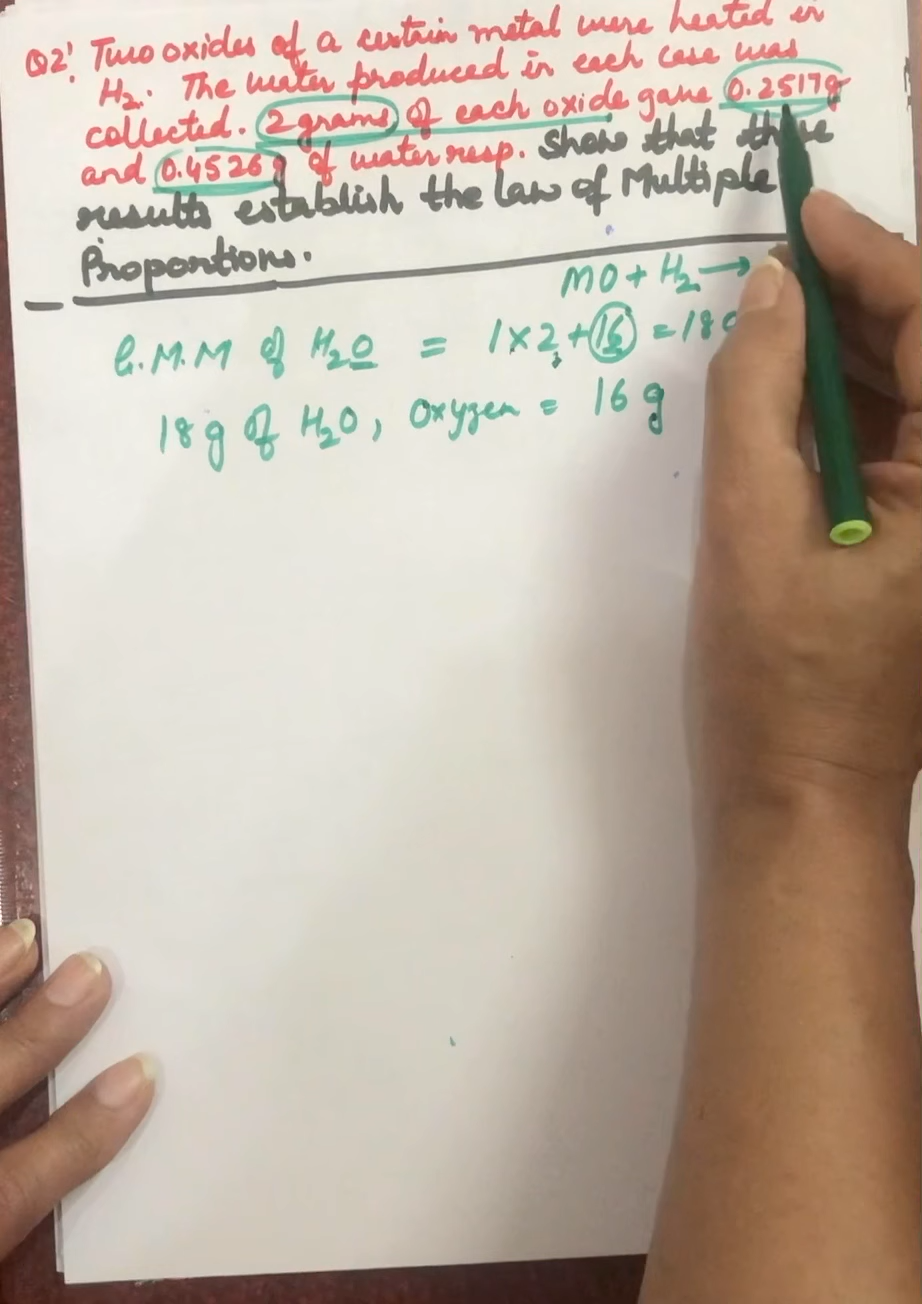 Q2! Two oxides of a certain metal were heated in
H₂. The water produced in each case was
collected. 2 grams of each oxide gave 0.2517g
and 0.4526 g of water resp. Show that these
results establish the law of Multiple
Proportions.
MO + H₂ →
G.M.M of H₂O = 1×2 + 16 = 18
18 g of H₂O, Oxygen = 16 g